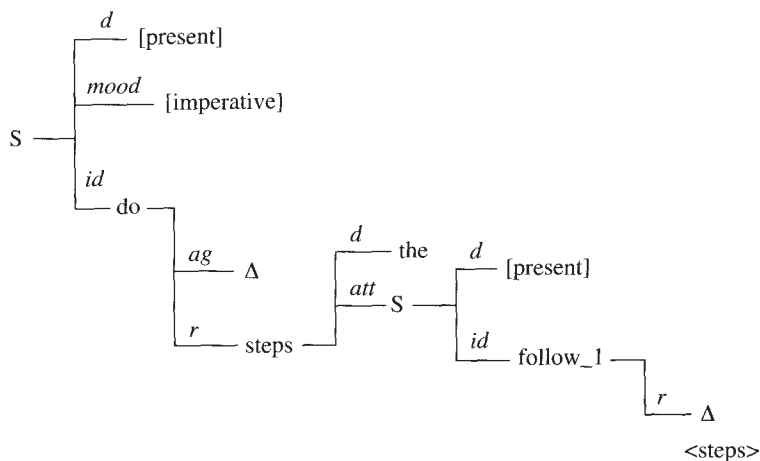 d
[present]
mood
[imperative]
S
id
do
d
the
ag
Δ
d
[present]
att
S
r
steps
id
follow_1
r
Δ
<steps>